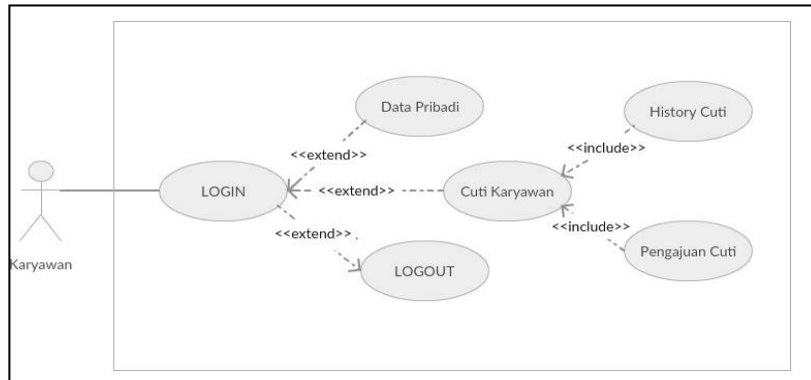 Data Pribadi
History Cuti
<<extend>>
<<include>>
LOGIN
<<extend>>
Cuti Karyawan
<<extend>>
<<include>>
LOGOUT
Pengajuan Cuti
Karyawan